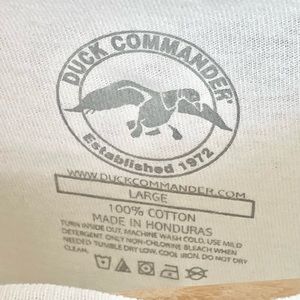 DUCK COMMANDER®
Established 1972
WWW.DUCKCOMMANDER.COM
LARGE
100% COTTON
MADE IN HONDURAS
TURN INSIDE OUT, MACHINE WASH COLD, USE MILD
DETERGENT. ONLY NON-CHLORINE BLEACH WHEN
NEEDED. TUMBLE DRY LOW, COOL IRON. DO NOT DRY
CLEAN.